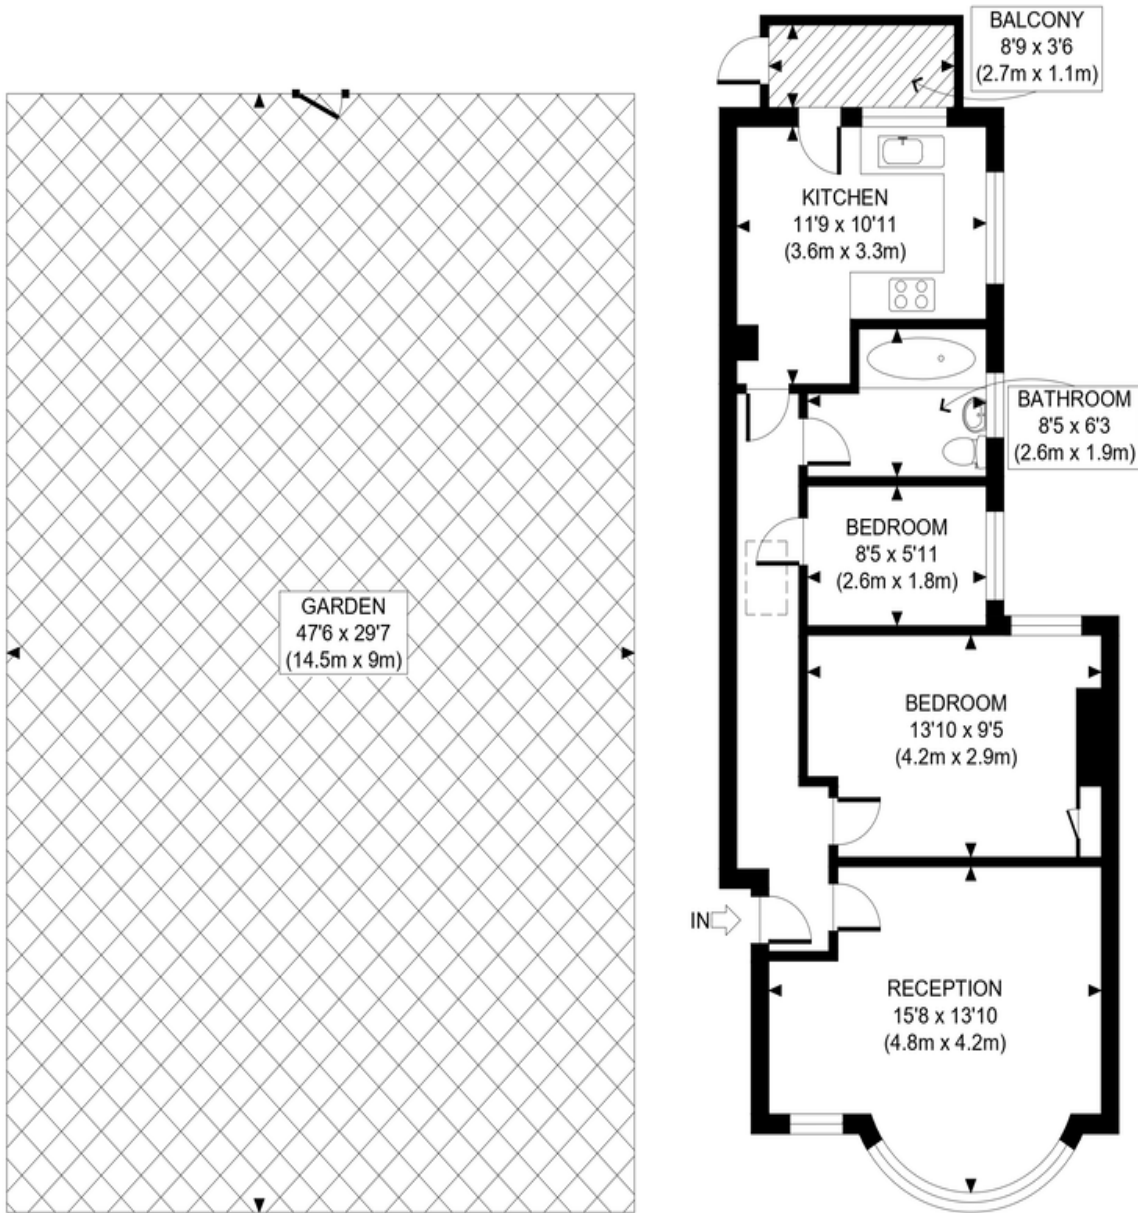 BALCONY
8'9 x 3'6
(2.7m x 1.1m)
KITCHEN
11'9 x 10'11
(3.6m x 3.3m)
BATHROOM
8'5 x 6'3
(2.6m x 1.9m)
BEDROOM
8'5 x 5'11
(2.6m x 1.8m)
GARDEN
47'6 x 29'7
(14.5m x 9m)
BEDROOM
13'10 x 9'5
(4.2m x 2.9m)
IN
RECEPTION
15'8 x 13'10
(4.8m x 4.2m)